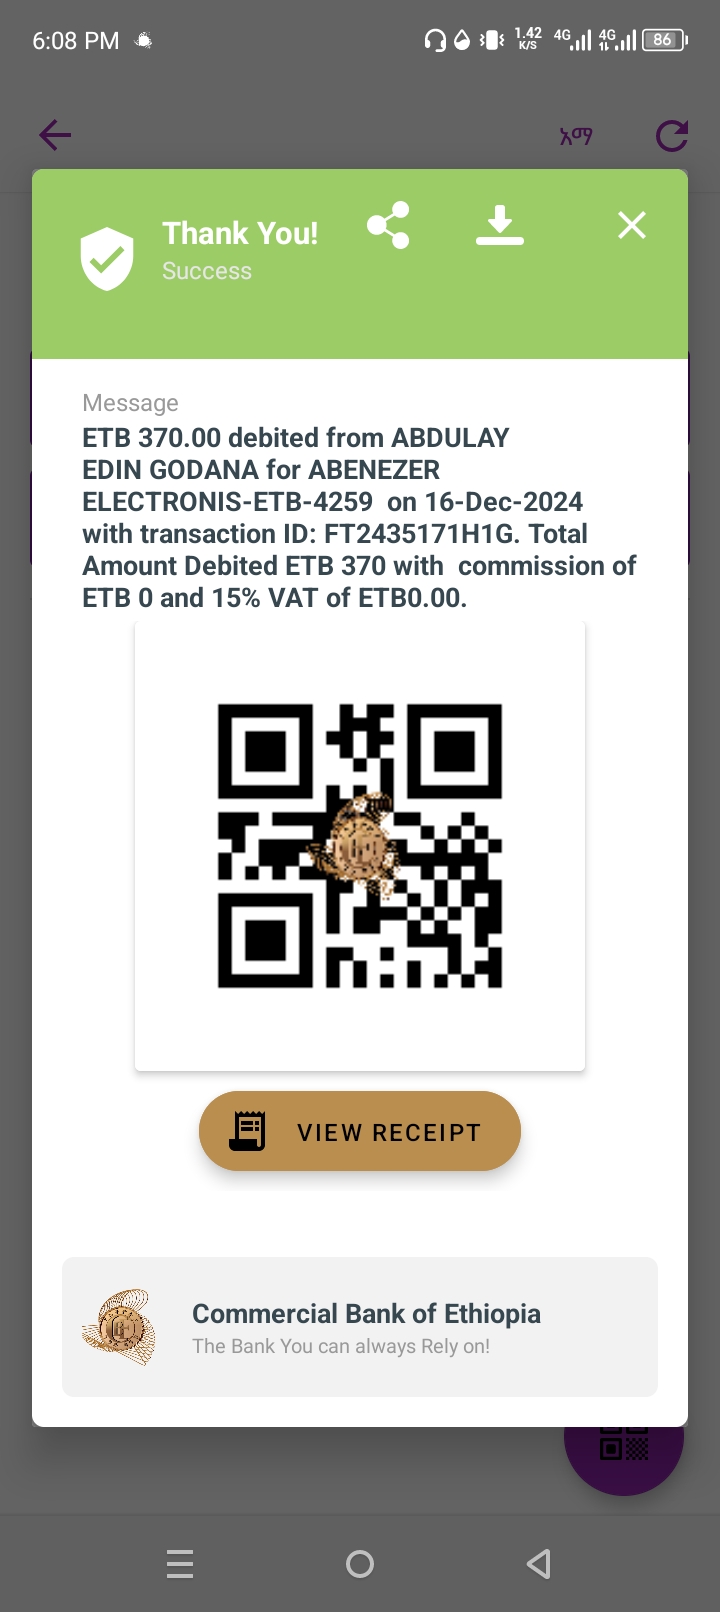 6:08 PM
1.42 K/S 4G 4G 86
አማ
Thank You!
Success
Message
ETB 370.00 debited from ABDULAY
EDIN GODANA for ABENEZER
ELECTRONIS-ETB-4259 on 16-Dec-2024
with transaction ID: FT2435171H1G. Total
Amount Debited ETB 370 with commission of
ETB 0 and 15% VAT of ETB0.00.
VIEW RECEIPT
Commercial Bank of Ethiopia
The Bank You can always Rely on!